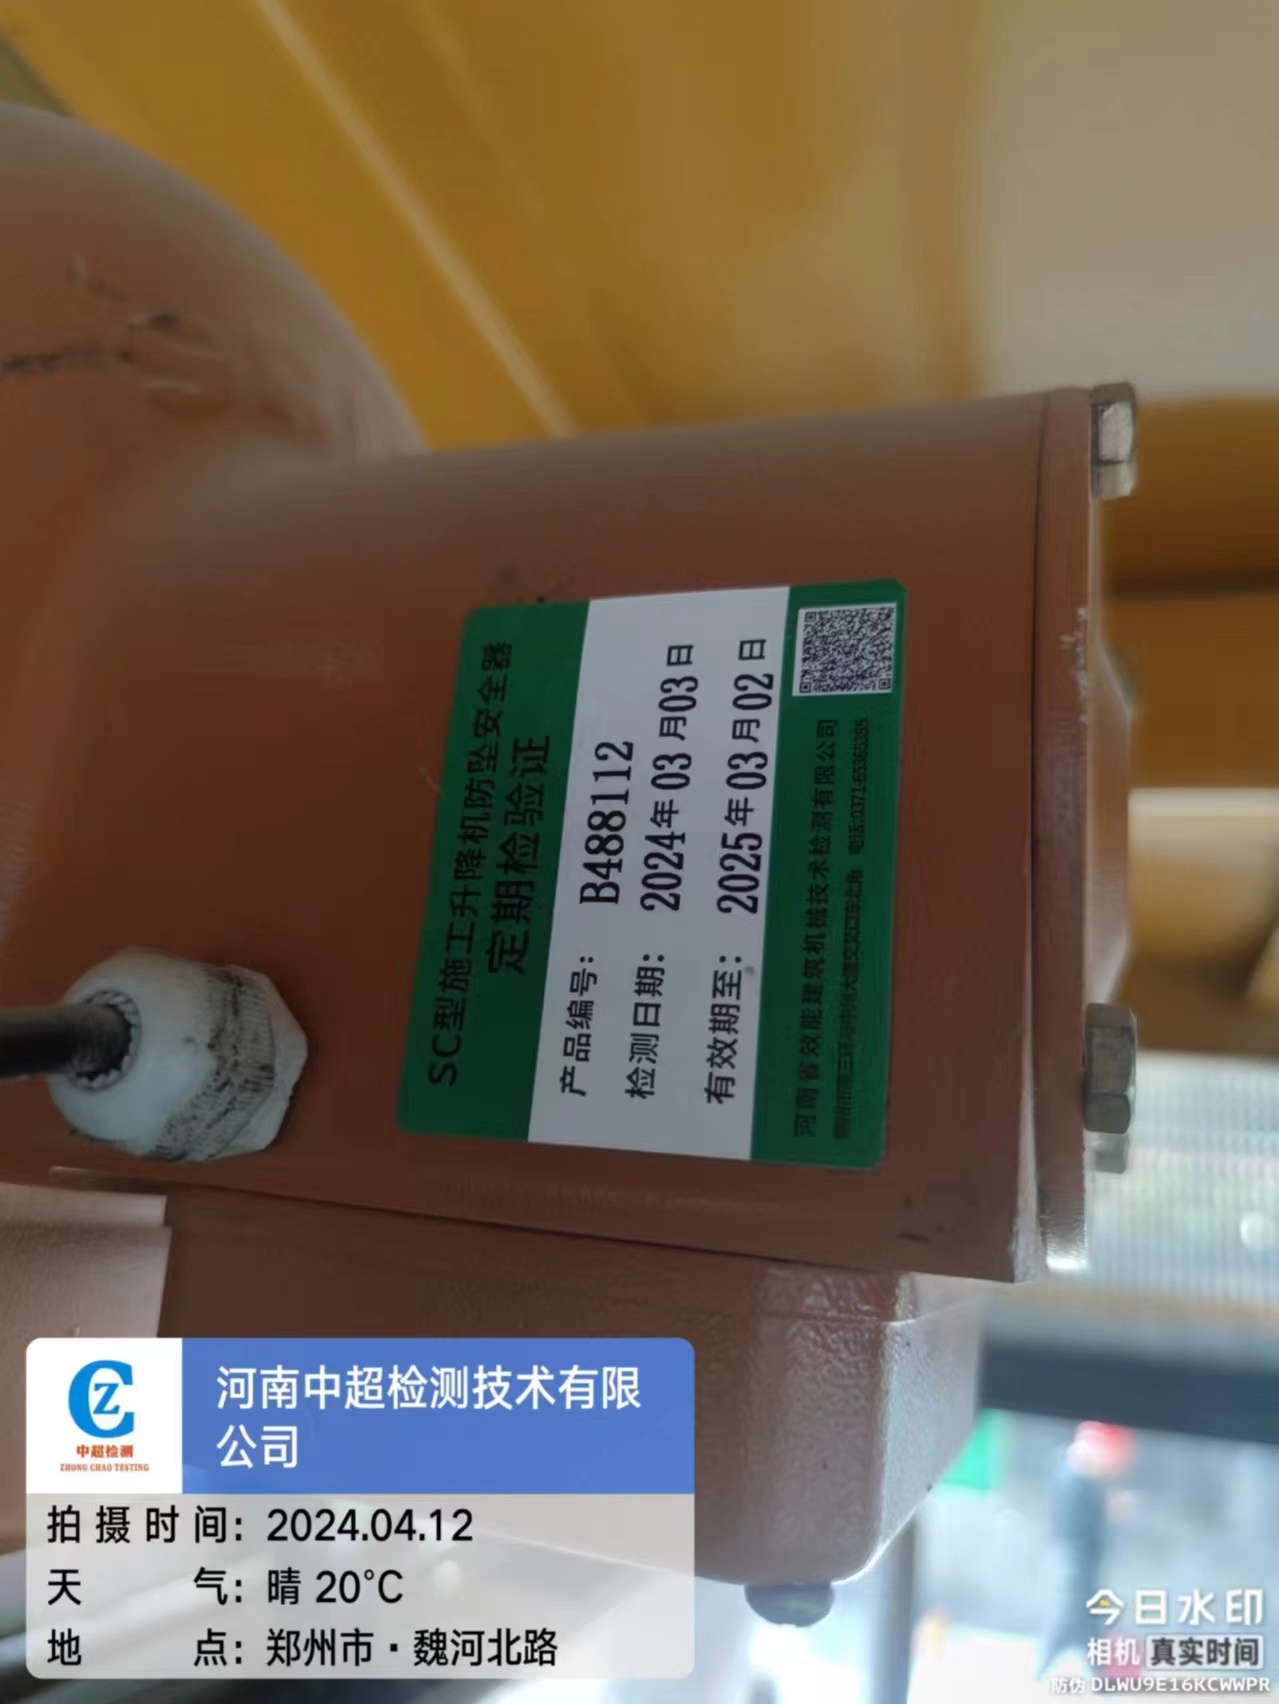 SC型施工升降机防坠安全器
定期检验证
产品编号: B488112
检测日期: 2024年03月03日
有效期至: 2025年03月02日
河南省效能建筑机械技术检测有限公司
电话:0371-65365355
中超检测
ZHONG CHAO TESTING
河南中超检测技术有限
公司
拍摄时间: 2024.04.12
天气: 晴 20°C
地点: 郑州市·魏河北路
今日水印
相机 真实时间
防伪 DLWU9E16KCWWPR